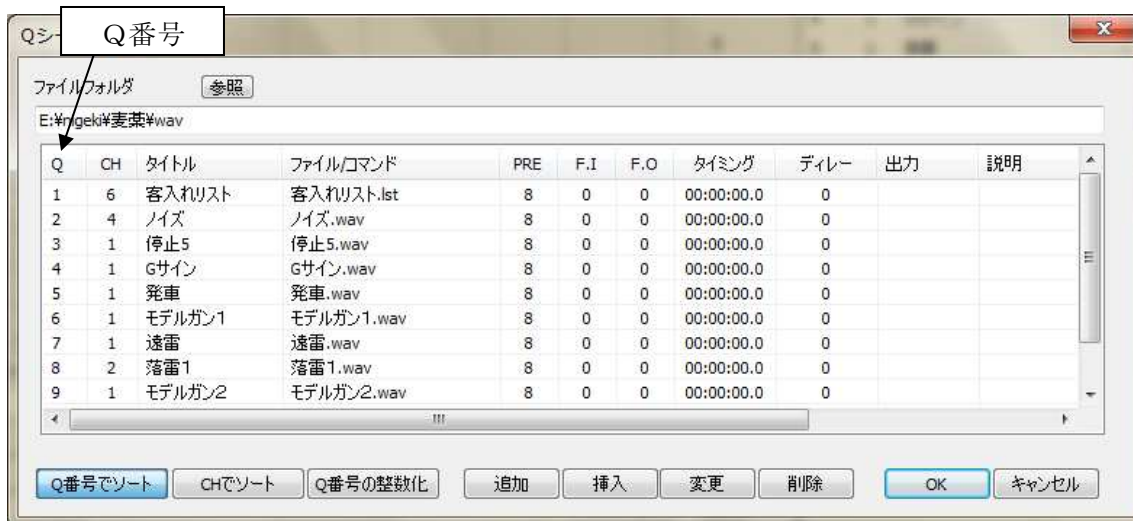 Qシー
Q番号
ファイルフォルダ 参照
E:¥nigeki¥麦藁¥wav
Q CH タイトル ファイル/コマンド PRE F.I F.O タイミング ディレー 出力 説明
1 6 客入れリスト 客入れリスト.lst 8 0 0 00:00:00.0 0
2 4 ノイズ ノイズ.wav 8 0 0 00:00:00.0 0
3 1 停止5 停止5.wav 8 0 0 00:00:00.0 0
4 1 Gサイン Gサイン.wav 8 0 0 00:00:00.0 0
5 1 発車 発車.wav 8 0 0 00:00:00.0 0
6 1 モデルガン1 モデルガン1.wav 8 0 0 00:00:00.0 0
7 1 遠雷 遠雷.wav 8 0 0 00:00:00.0 0
8 2 落雷1 落雷1.wav 8 0 0 00:00:00.0 0
9 1 モデルガン2 モデルガン2.wav 8 0 0 00:00:00.0 0
Q番号でソート CHでソート Q番号の整数化 追加 挿入 変更 削除 OK キャンセル